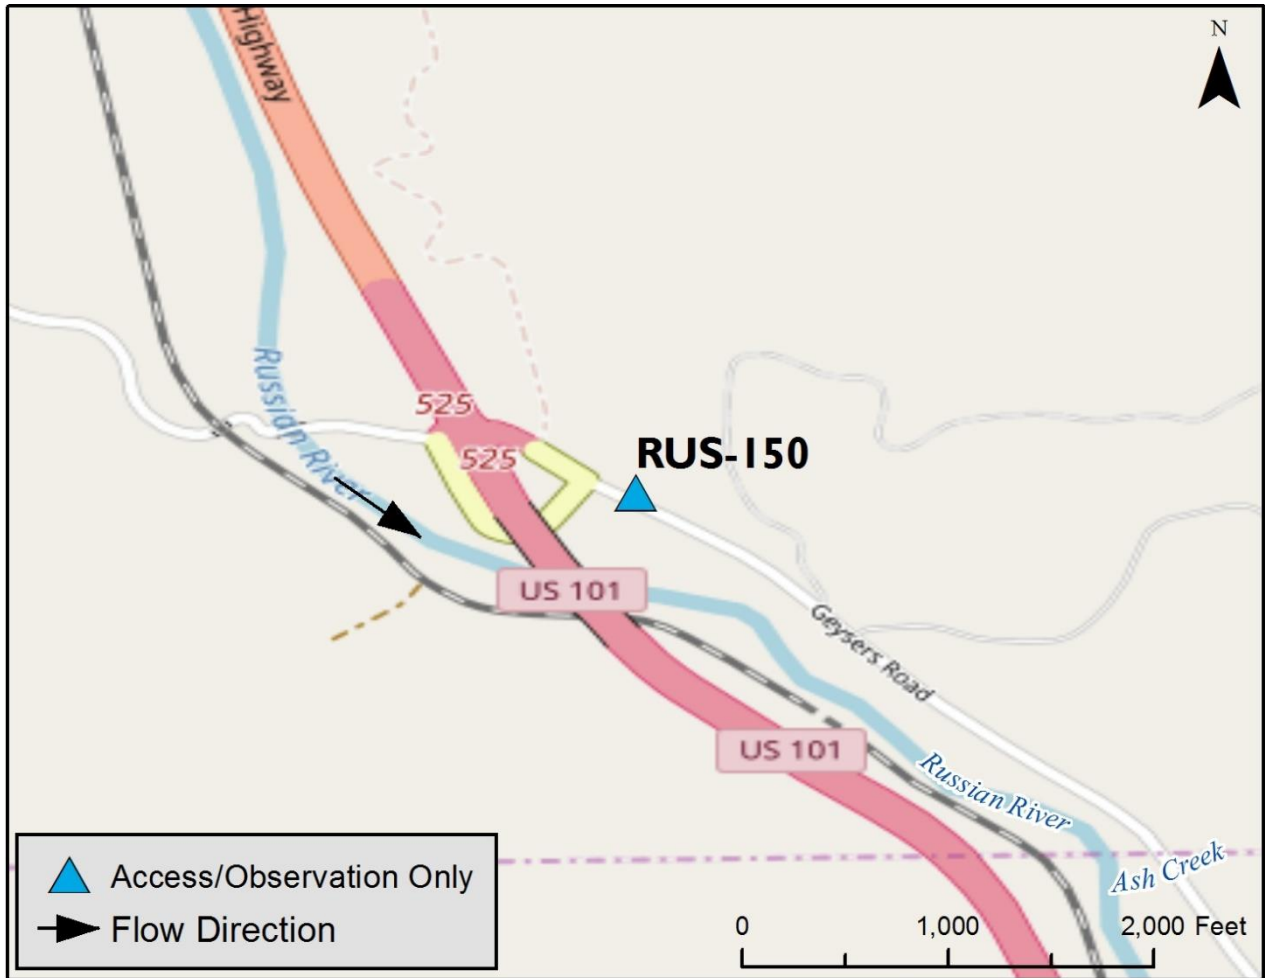 N
Highway
Russian River
525
525
RUS-150
US 101
Geysers Road
US 101
Russian River
Ash Creek
Access/Observation Only
Flow Direction
0 1,000 2,000 Feet